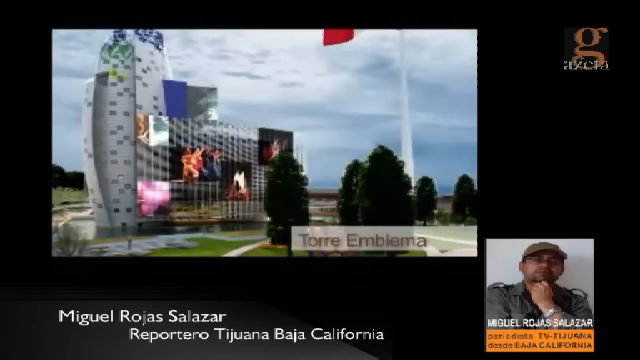 g
Torre Emblema
Miguel Rojas Salazar
Reportero Tijuana Baja California
MIGUEL ROJAS SALAZAR
periodista TV-TIJUANA
desde BAJA CALIFORNIA